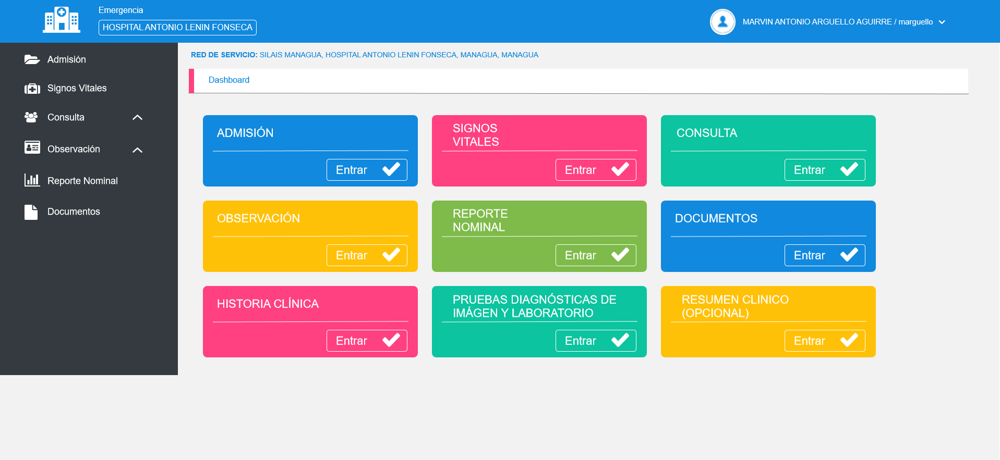 Emergencia
HOSPITAL ANTONIO LENIN FONSECA
MARVIN ANTONIO ARGUELLO AGUIRRE / marguello
Admisión
Signos Vitales
Consulta
Observación
Reporte Nominal
Documentos
RED DE SERVICIO: SILAIS MANAGUA, HOSPITAL ANTONIO LENIN FONSECA, MANAGUA, MANAGUA
Dashboard
ADMISIÓN
Entrar
SIGNOS
VITALES
Entrar
CONSULTA
Entrar
OBSERVACIÓN
Entrar
REPORTE
NOMINAL
Entrar
DOCUMENTOS
Entrar
HISTORIA CLÍNICA
Entrar
PRUEBAS DIAGNÓSTICAS DE
IMÁGEN Y LABORATORIO
Entrar
RESUMEN CLINICO
(OPCIONAL)
Entrar